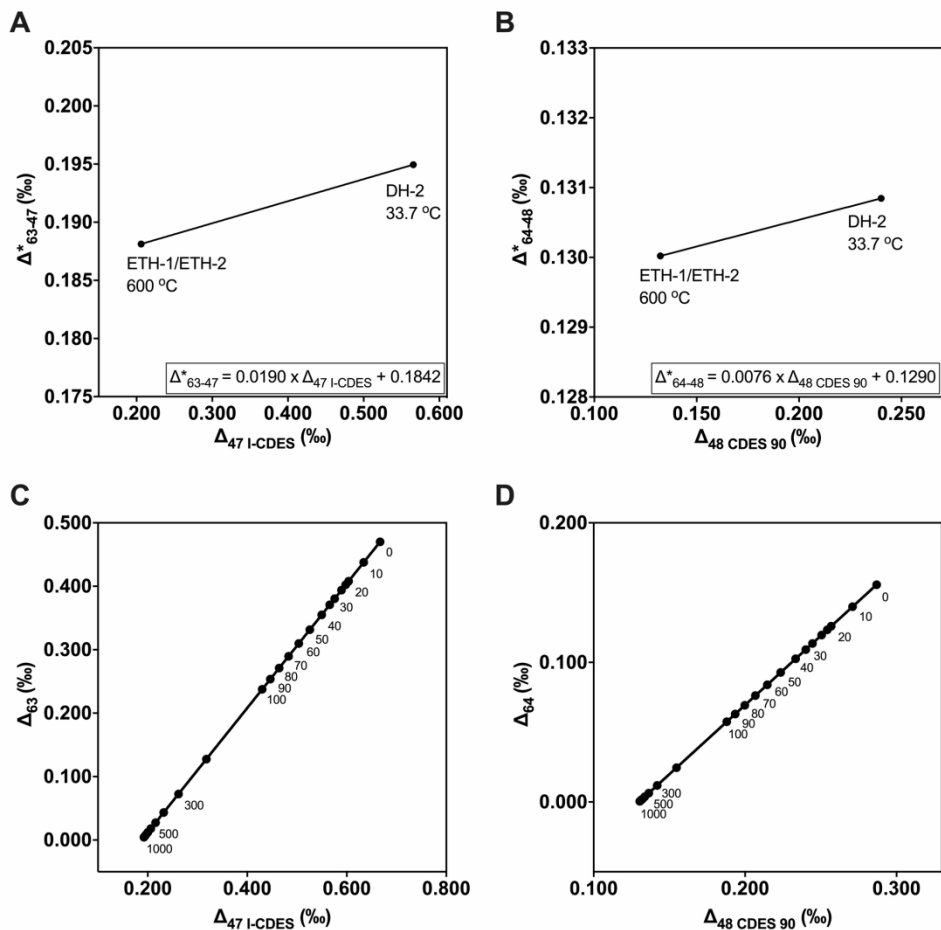 A
0.205
0.200
0.195
0.190
0.185
0.180
0.175
Δ*63-47 (‰)
DH-2
33.7 °C
ETH-1/ETH-2
600 °C
Δ*63-47 = 0.0190 x Δ47 I-CDES + 0.1842
0.200 0.300 0.400 0.500 0.600
Δ47 I-CDES (‰)
B
0.133
0.132
0.131
0.130
0.129
0.128
Δ*64-48 (‰)
DH-2
33.7 °C
ETH-1/ETH-2
600 °C
Δ*64-48 = 0.0076 x Δ48 CDES 90 + 0.1290
0.100 0.150 0.200 0.250
Δ48 CDES 90 (‰)
C
0.500
0.400
0.300
0.200
0.100
0.000
Δ63 (‰)
0
10
20
30
40
50
60
70
80
90
100
300
500
1000
0.200 0.400 0.600 0.800
Δ47 I-CDES (‰)
D
0.200
0.100
0.000
Δ64 (‰)
0
10
20
30
40
50
60
70
80
90
100
300
500
1000
0.100 0.200 0.300
Δ48 CDES 90 (‰)